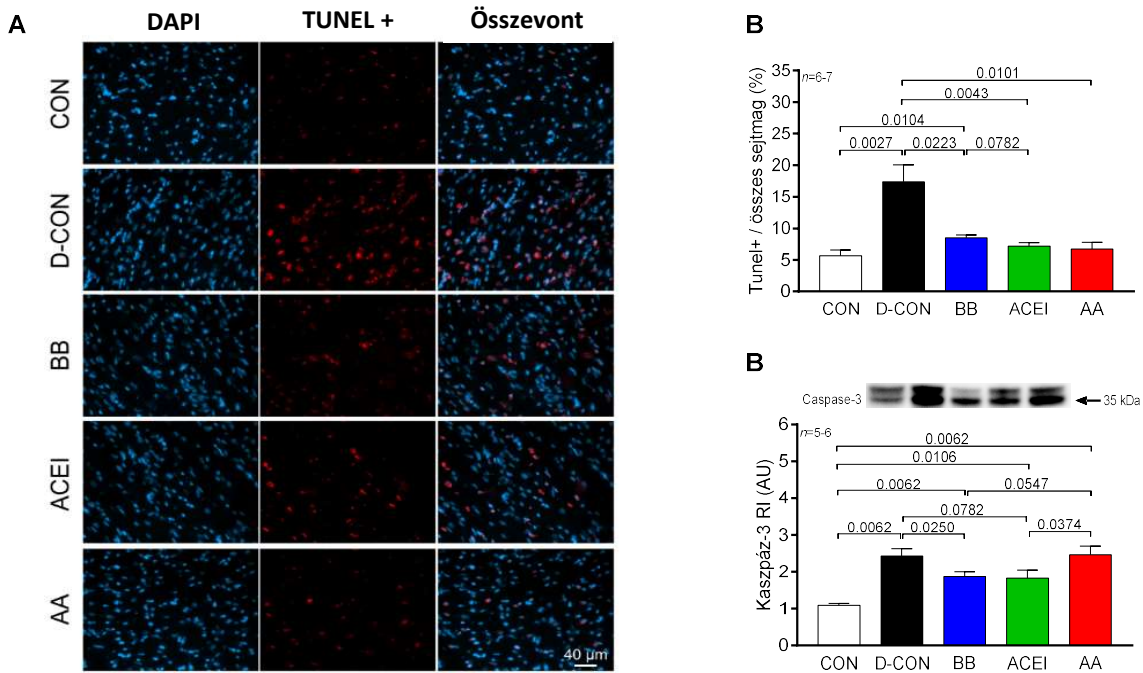 A
DAPI
TUNEL +
Összevont
CON
D-CON
BB
ACEI
AA
40 µm
B
Tunel+ / összes sejtmag (%)
35
30
25
20
15
10
5
0
n=6-7
0.0101
0.0043
0.0104
0.0027
0.0223
0.0782
CON
D-CON
BB
ACEI
AA
B
Caspase-3
35 kDa
Kaszpáz-3 RI (AU)
6
5
4
3
2
1
0
n=5-6
0.0062
0.0106
0.0062
0.0547
0.0782
0.0062
0.0250
0.0374
CON
D-CON
BB
ACEI
AA